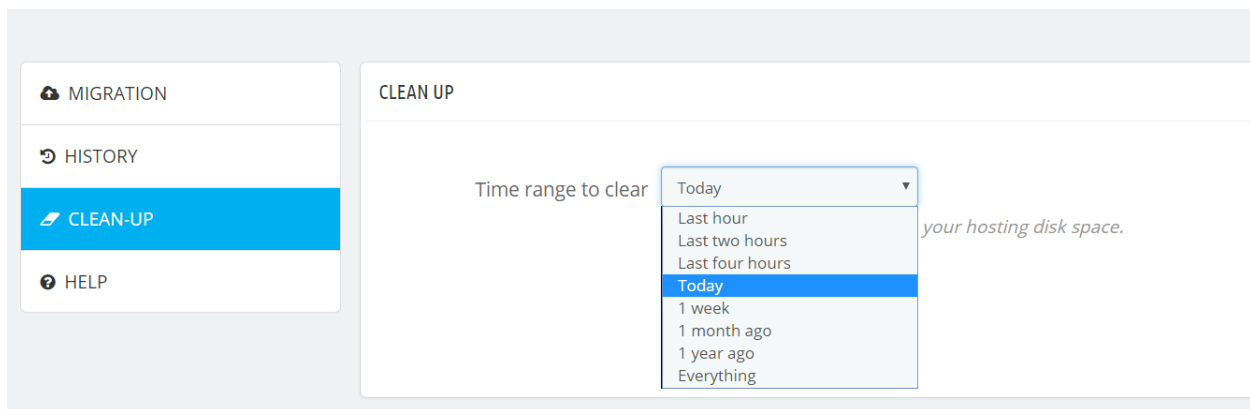 MIGRATION
HISTORY
CLEAN-UP
HELP
CLEAN UP
Time range to clear Today
your hosting disk space.
Last hour
Last two hours
Last four hours
Today
1 week
1 month ago
1 year ago
Everything